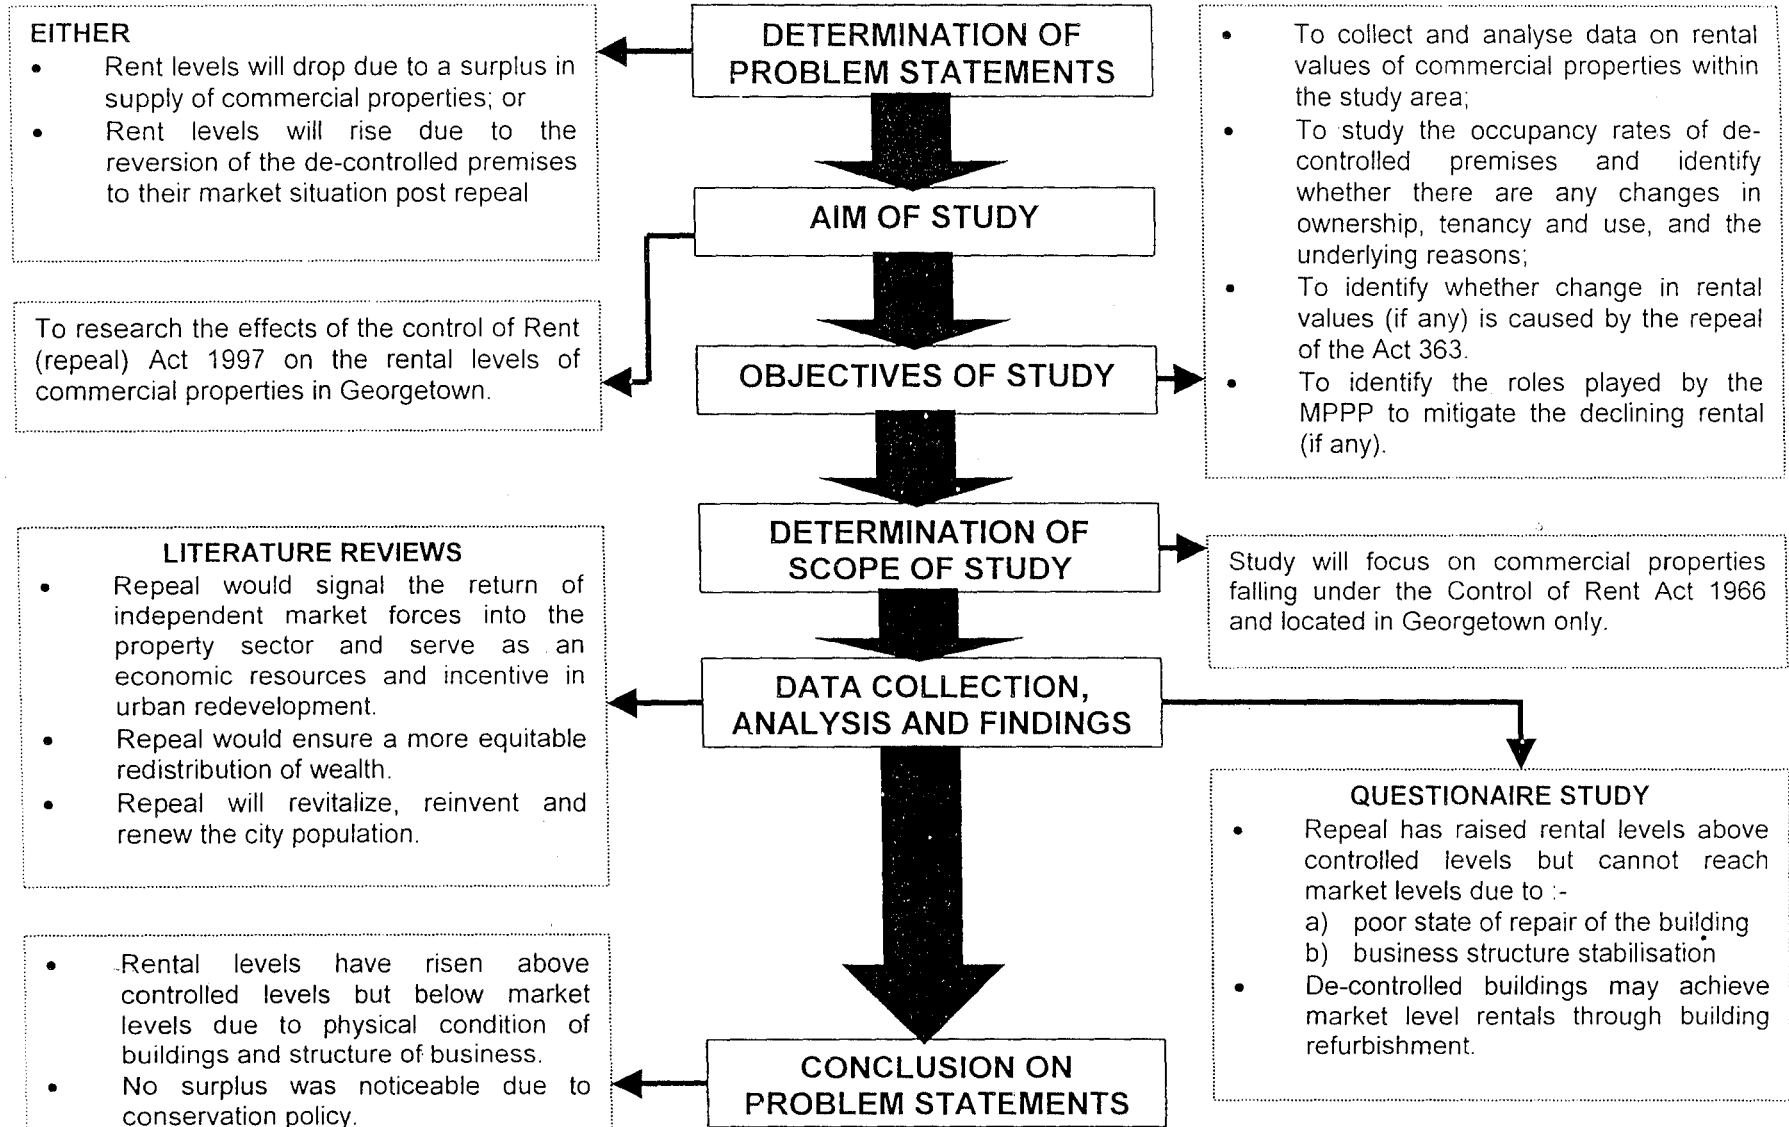 DETERMINATION OF
PROBLEM STATEMENTS
EITHER
• Rent levels will drop due to a surplus in
supply of commercial properties; or
• Rent levels will rise due to the
reversion of the de-controlled premises
to their market situation post repeal
AIM OF STUDY
To research the effects of the control of Rent
(repeal) Act 1997 on the rental levels of
commercial properties in Georgetown.
OBJECTIVES OF STUDY
• To collect and analyse data on rental
values of commercial properties within
the study area;
• To study the occupancy rates of de-
controlled premises and identify
whether there are any changes in
ownership, tenancy and use, and the
underlying reasons;
• To identify whether change in rental
values (if any) is caused by the repeal
of the Act 363.
• To identify the roles played by the
MPPP to mitigate the declining rental
(if any).
DETERMINATION OF
SCOPE OF STUDY
Study will focus on commercial properties
falling under the Control of Rent Act 1966
and located in Georgetown only.
DATA COLLECTION,
ANALYSIS AND FINDINGS
LITERATURE REVIEWS
• Repeal would signal the return of
independent market forces into the
property sector and serve as an
economic resources and incentive in
urban redevelopment.
• Repeal would ensure a more equitable
redistribution of wealth.
• Repeal will revitalize, reinvent and
renew the city population.
QUESTIONAIRE STUDY
• Repeal has raised rental levels above
controlled levels but cannot reach
market levels due to :-
a) poor state of repair of the building
b) business structure stabilisation
• De-controlled buildings may achieve
market level rentals through building
refurbishment.
CONCLUSION ON
PROBLEM STATEMENTS
• Rental levels have risen above
controlled levels but below market
levels due to physical condition of
buildings and structure of business.
• No surplus was noticeable due to
conservation policy.